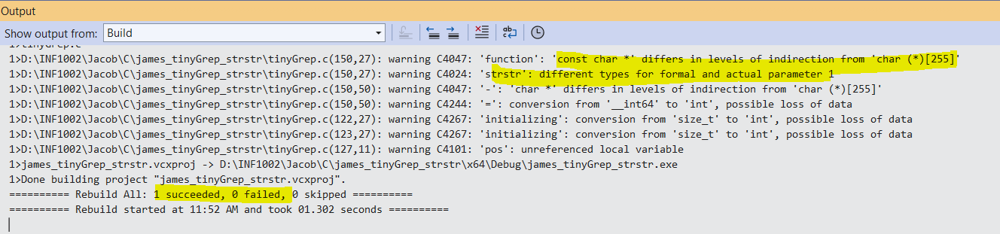 Output
Show output from: Build
1>tinyGrep.c
1>D:\INF1002\Jacob\C\james_tinyGrep_strstr\tinyGrep.c(150,27): warning C4047: 'function': 'const char *' differs in levels of indirection from 'char (*)[255]'
1>D:\INF1002\Jacob\C\james_tinyGrep_strstr\tinyGrep.c(150,27): warning C4024: 'strstr': different types for formal and actual parameter 1
1>D:\INF1002\Jacob\C\james_tinyGrep_strstr\tinyGrep.c(150,50): warning C4047: '-': 'char *' differs in levels of indirection from 'char (*)[255]'
1>D:\INF1002\Jacob\C\james_tinyGrep_strstr\tinyGrep.c(150,50): warning C4244: '=': conversion from '__int64' to 'int', possible loss of data
1>D:\INF1002\Jacob\C\james_tinyGrep_strstr\tinyGrep.c(122,27): warning C4267: 'initializing': conversion from 'size_t' to 'int', possible loss of data
1>D:\INF1002\Jacob\C\james_tinyGrep_strstr\tinyGrep.c(123,27): warning C4267: 'initializing': conversion from 'size_t' to 'int', possible loss of data
1>D:\INF1002\Jacob\C\james_tinyGrep_strstr\tinyGrep.c(127,11): warning C4101: 'pos': unreferenced local variable
1>james_tinyGrep_strstr.vcxproj -> D:\INF1002\Jacob\C\james_tinyGrep_strstr\x64\Debug\james_tinyGrep_strstr.exe
1>Done building project "james_tinyGrep_strstr.vcxproj".
========== Rebuild All: 1 succeeded, 0 failed, 0 skipped ==========
========== Rebuild started at 11:52 AM and took 01.302 seconds ==========